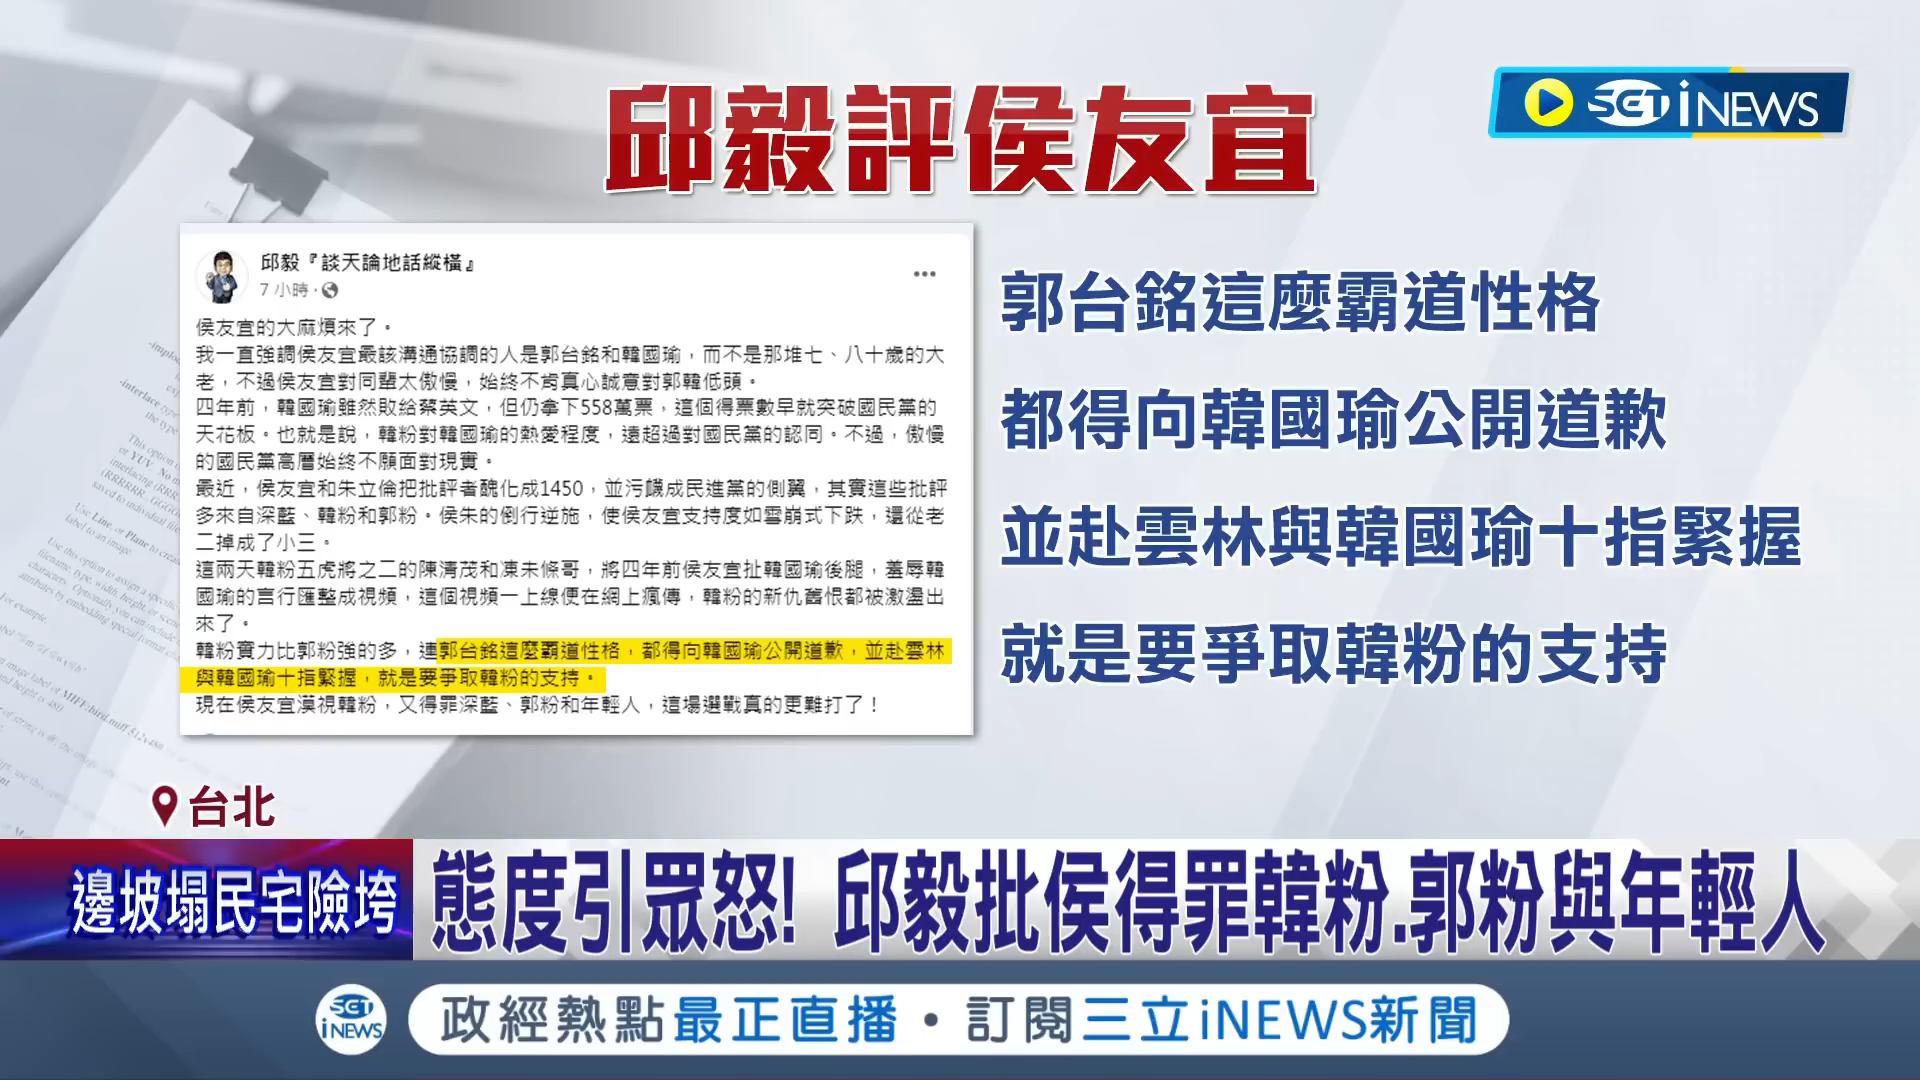 邱毅評侯友宜
SET iNEWS
邱毅『談天論地話縱橫』
7 小時
侯友宜的大麻煩來了。
我一直強調侯友宜最該溝通協調的人是郭台銘和韓國瑜，而不是那堆七、八十歲的大
老，不過侯友宜對同輩太傲慢，始終不肯真心誠意對郭韓低頭。
四年前，韓國瑜雖然敗給蔡英文，但仍拿下558萬票，這個得票數早就突破國民黨的
天花板。也就是說，韓粉對韓國瑜的熱愛程度，遠超過對國民黨的認同。不過，傲慢
的國民黨高層始終不願面對現實。
最近，侯友宜和朱立倫把批評者醜化成1450，並污衊成民進黨的側翼，其實這些批評
多來自深藍、韓粉和郭粉。侯朱的倒行逆施，使侯友宜支持度如雪崩式下跌，還從老
二掉成了小三。
這兩天韓粉五虎將之二的陳清茂和凍未條哥，將四年前侯友宜扯韓國瑜後腿，羞辱韓
國瑜的言行匯整成視頻，這個視頻一上線便在網上瘋傳，韓粉的新仇舊恨都被激盪出
來了。
韓粉實力比郭粉強的多，連郭台銘這麼霸道性格，都得向韓國瑜公開道歉，並赴雲林
與韓國瑜十指緊握，就是要爭取韓粉的支持。
現在侯友宜漠視韓粉，又得罪深藍、郭粉和年輕人，這場選戰真的更難打了！
郭台銘這麼霸道性格
都得向韓國瑜公開道歉
並赴雲林與韓國瑜十指緊握
就是要爭取韓粉的支持
台北
邊坡塌民宅險垮
態度引眾怒! 邱毅批侯得罪韓粉.郭粉與年輕人
SET iNEWS
政經熱點最正直播・訂閱三立iNEWS新聞